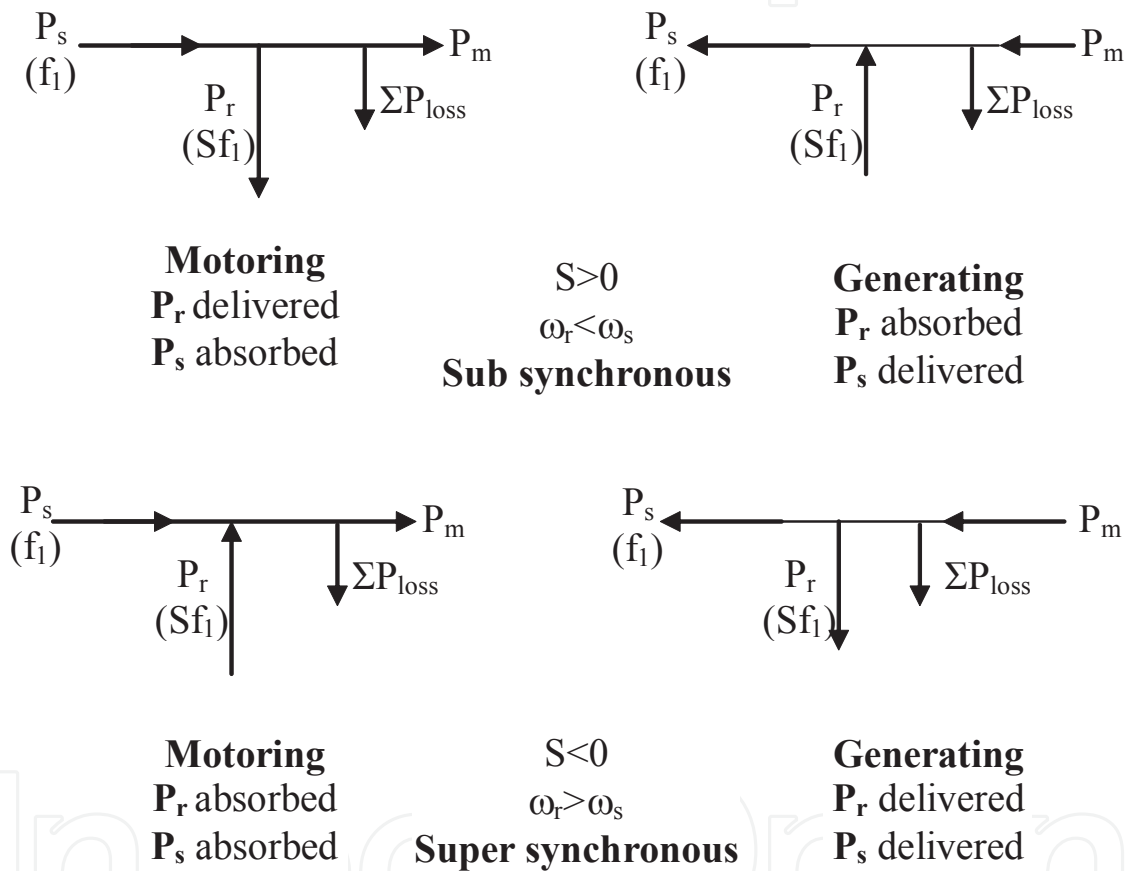 Pₛ
(f₁)
Pᵣ
(Sf₁)
ΣPₗₒₛₛ
Pₘ
Pₛ
(f₁)
Pᵣ
(Sf₁)
ΣPₗₒₛₛ
Pₘ
Motoring
Pᵣ delivered
Pₛ absorbed
S>0
ωᵣ<ωₛ
Sub synchronous
Generating
Pᵣ absorbed
Pₛ delivered
Pₛ
(f₁)
Pᵣ
(Sf₁)
ΣPₗₒₛₛ
Pₘ
Pₛ
(f₁)
Pᵣ
(Sf₁)
ΣPₗₒₛₛ
Pₘ
Motoring
Pᵣ absorbed
Pₛ absorbed
S<0
ωᵣ>ωₛ
Super synchronous
Generating
Pᵣ delivered
Pₛ delivered